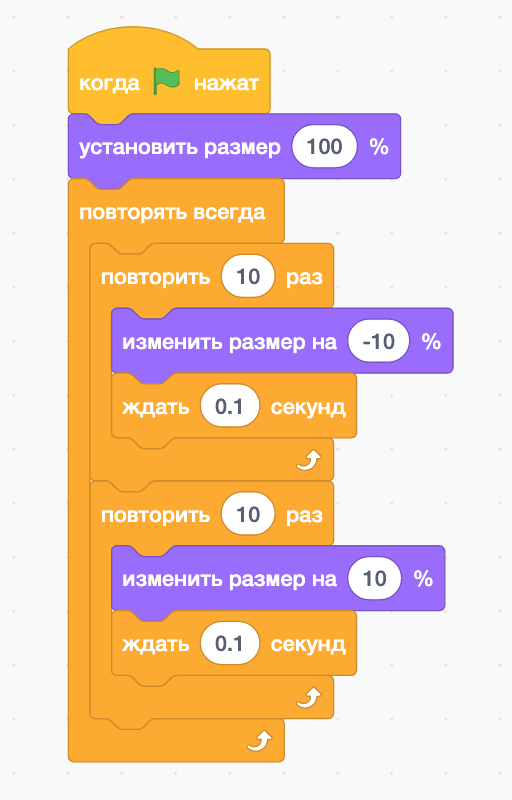 когда нажат
установить размер 100 %
повторять всегда
повторить 10 раз
изменить размер на -10 %
ждать 0.1 секунд
повторить 10 раз
изменить размер на 10 %
ждать 0.1 секунд